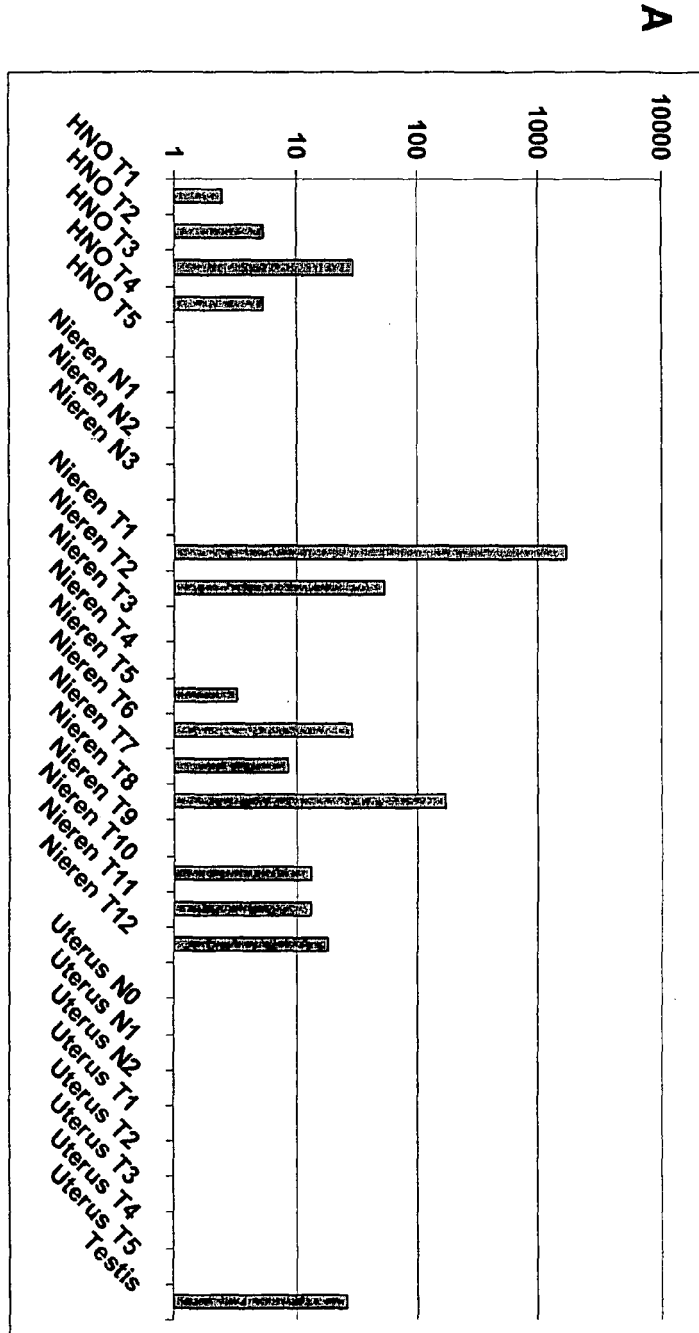 A
10000
1000
100
10
1
HNO T1
HNO T2
HNO T3
HNO T4
HNO T5
Nieren N1
Nieren N2
Nieren N3
Nieren T1
Nieren T2
Nieren T3
Nieren T4
Nieren T5
Nieren T6
Nieren T7
Nieren T8
Nieren T9
Nieren T10
Nieren T11
Nieren T12
Uterus N0
Uterus N1
Uterus N2
Uterus T1
Uterus T2
Uterus T3
Uterus T4
Uterus T5
Testis